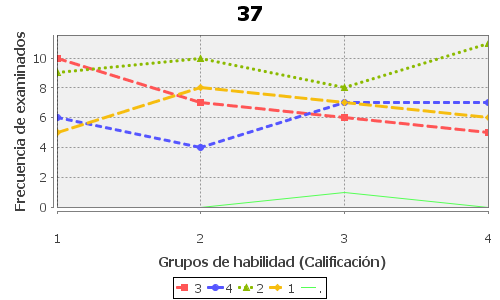 37
Frecuencia de examinados
10
8
6
4
2
0
1 2 3 4
Grupos de habilidad (Calificación)
3 4 2 1 .